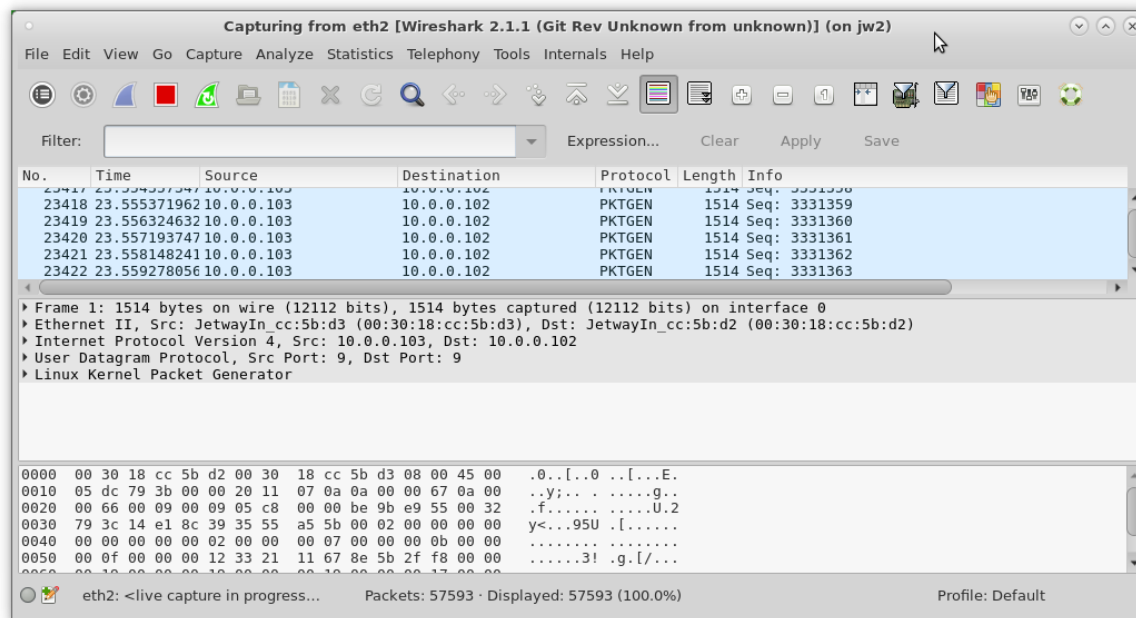 Capturing from eth2 [Wireshark 2.1.1 (Git Rev Unknown from unknown)] (on jw2)
File Edit View Go Capture Analyze Statistics Telephony Tools Internals Help
Filter: Expression... Clear Apply Save
No. Time Source Destination Protocol Length Info
23417 23.554357547 10.0.0.103 10.0.0.102 PKTGEN 1514 Seq: 3331358
23418 23.555371962 10.0.0.103 10.0.0.102 PKTGEN 1514 Seq: 3331359
23419 23.556324632 10.0.0.103 10.0.0.102 PKTGEN 1514 Seq: 3331360
23420 23.557193747 10.0.0.103 10.0.0.102 PKTGEN 1514 Seq: 3331361
23421 23.558148241 10.0.0.103 10.0.0.102 PKTGEN 1514 Seq: 3331362
23422 23.559278056 10.0.0.103 10.0.0.102 PKTGEN 1514 Seq: 3331363
Frame 1: 1514 bytes on wire (12112 bits), 1514 bytes captured (12112 bits) on interface 0
Ethernet II, Src: JetwayIn_cc:5b:d3 (00:30:18:cc:5b:d3), Dst: JetwayIn_cc:5b:d2 (00:30:18:cc:5b:d2)
Internet Protocol Version 4, Src: 10.0.0.103, Dst: 10.0.0.102
User Datagram Protocol, Src Port: 9, Dst Port: 9
Linux Kernel Packet Generator
0000 00 30 18 cc 5b d2 00 30 18 cc 5b d3 08 00 45 00 .0..[..0 ..[...E.
0010 05 dc 79 3b 00 00 20 11 07 0a 0a 00 00 67 0a 00 ..y;.. . .....g..
0020 00 66 00 09 00 09 05 c8 00 00 be 9b e9 55 00 32 .f...... .....U.2
0030 79 3c 14 e1 8c 39 35 55 a5 5b 00 02 00 00 00 00 y<...95U .[......
0040 00 00 00 00 02 00 00 00 07 00 00 00 0b 00 00 ........ ........
0050 00 0f 00 00 00 12 33 21 11 67 8e 5b 2f f8 00 00 ......3! .g.[/...
eth2: <live capture in progress... Packets: 57593 · Displayed: 57593 (100.0%) Profile: Default